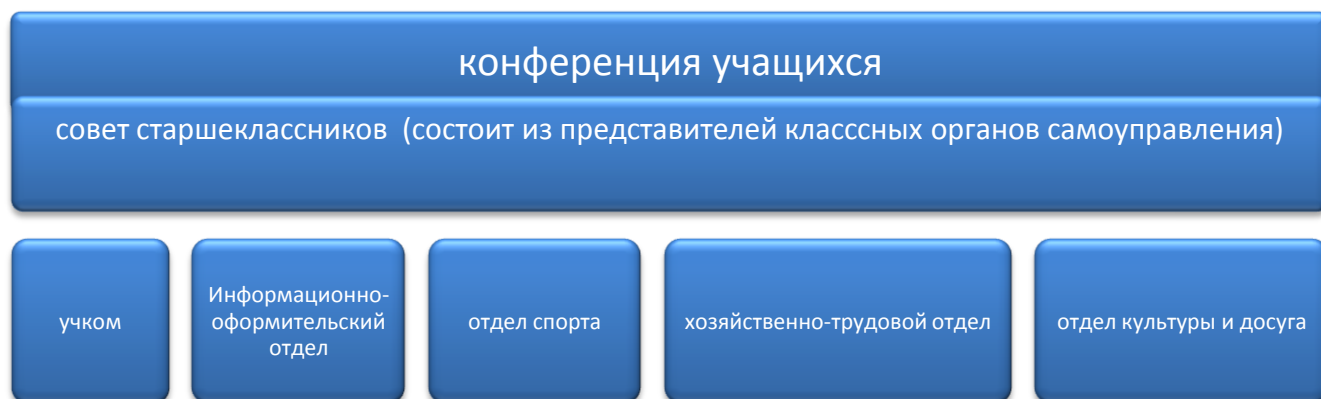 конференция учащихся
совет старшеклассников (состоит из представителей класссных органов самоуправления)
учком
Информационно-
оформительский
отдел
отдел спорта
хозяйственно-трудовой отдел
отдел культуры и досуга